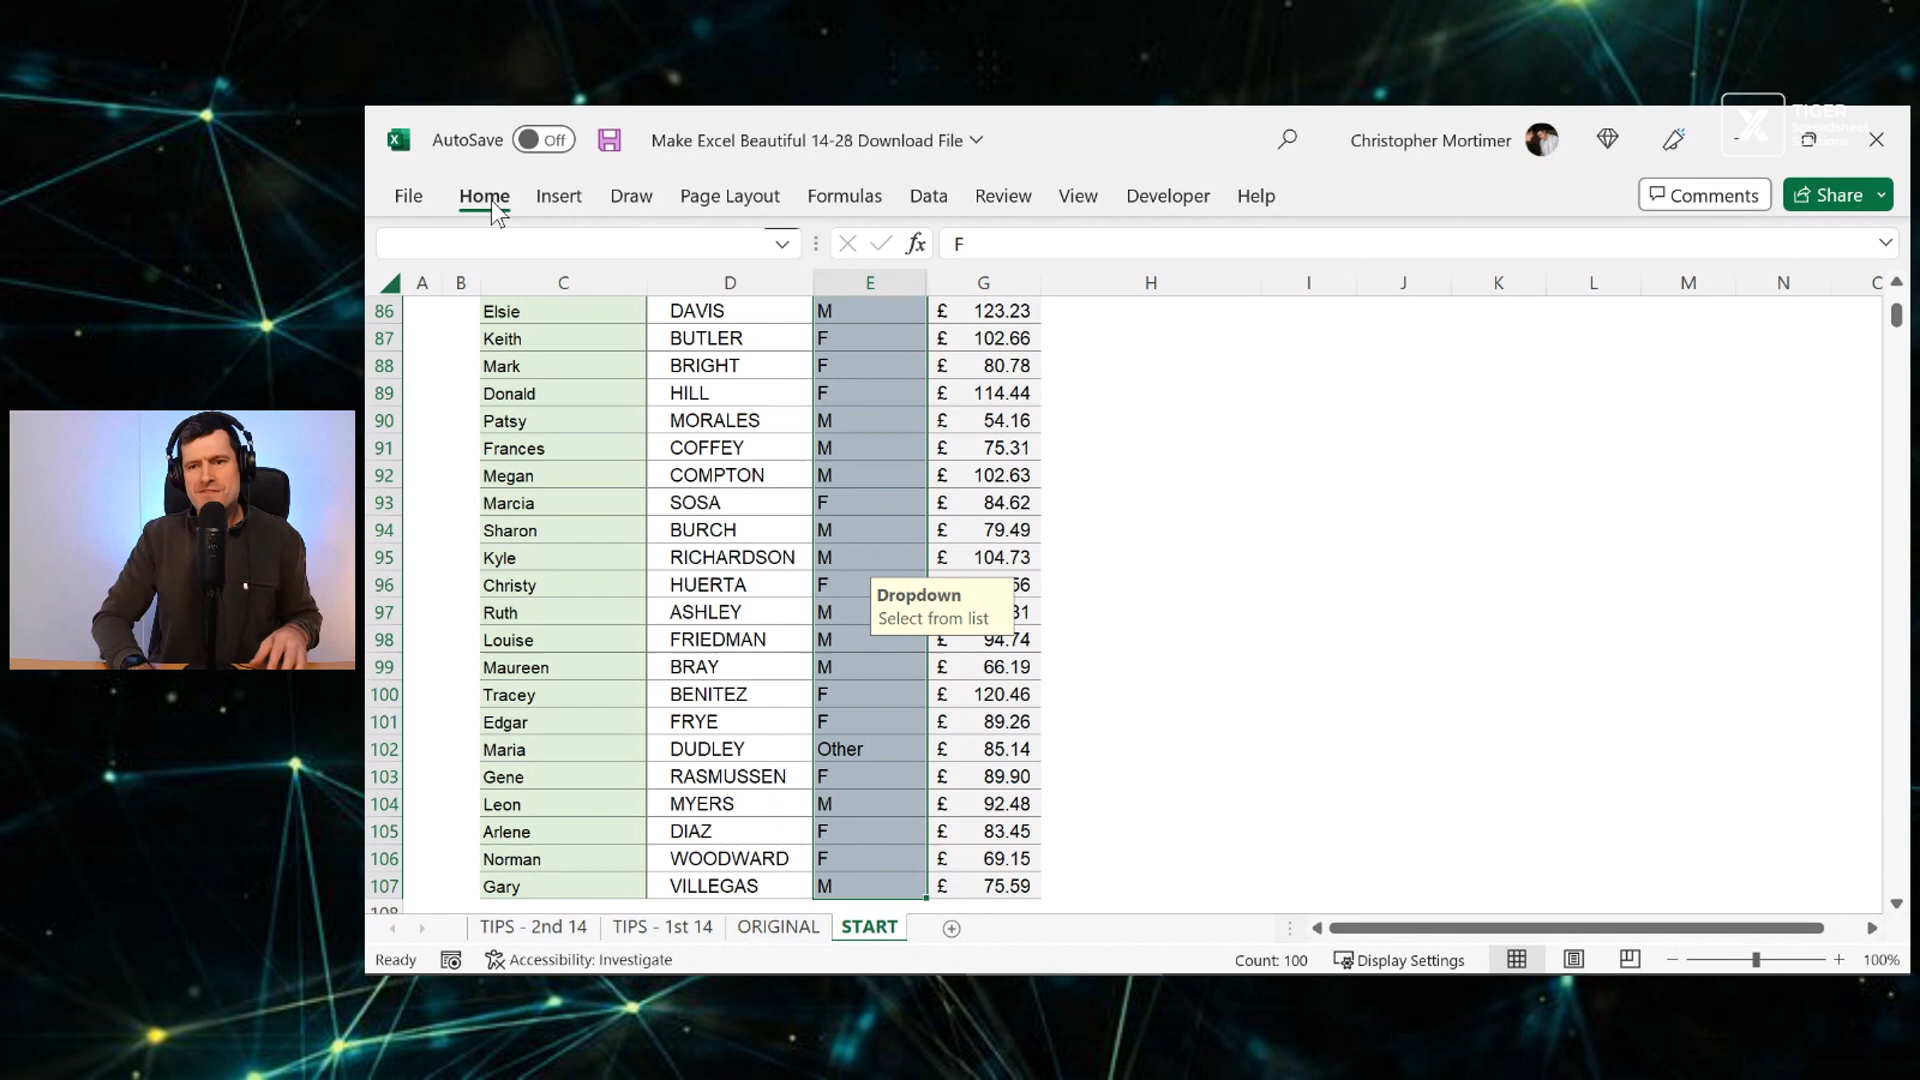 TIGER
Spreadsheet
Solutions
AutoSave Off Make Excel Beautiful 14-28 Download File Christopher Mortimer
File Home Insert Draw Page Layout Formulas Data Review View Developer Help Comments Share
fx F
A B C D E G H I J K L M N
86 Elsie DAVIS M £ 123.23
87 Keith BUTLER F £ 102.66
88 Mark BRIGHT F £ 80.78
89 Donald HILL F £ 114.44
90 Patsy MORALES M £ 54.16
91 Frances COFFEY M £ 75.31
92 Megan COMPTON M £ 102.63
93 Marcia SOSA F £ 84.62
94 Sharon BURCH M £ 79.49
95 Kyle RICHARDSON M £ 104.73
96 Christy HUERTA F 56
Dropdown
97 Ruth ASHLEY M 31
Select from list
98 Louise FRIEDMAN M £ 94.74
99 Maureen BRAY M £ 66.19
100 Tracey BENITEZ F £ 120.46
101 Edgar FRYE F £ 89.26
102 Maria DUDLEY Other £ 85.14
103 Gene RASMUSSEN F £ 89.90
104 Leon MYERS M £ 92.48
105 Arlene DIAZ F £ 83.45
106 Norman WOODWARD F £ 69.15
107 Gary VILLEGAS M £ 75.59
TIPS - 2nd 14 TIPS - 1st 14 ORIGINAL START
Ready Accessibility: Investigate Count: 100 Display Settings 100%